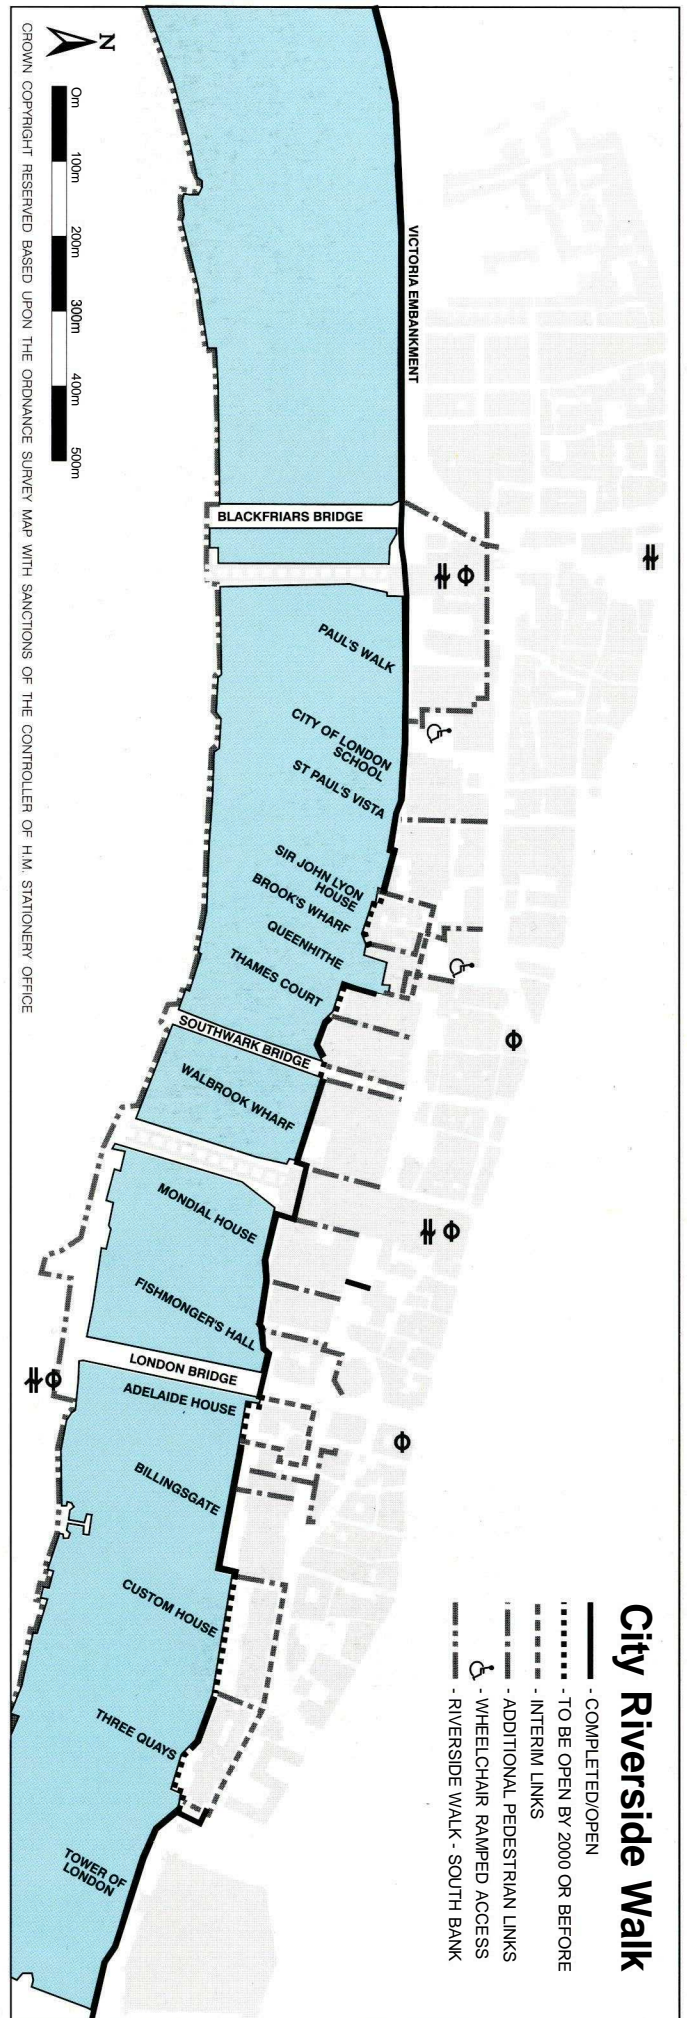 City Riverside Walk
- COMPLETED/OPEN
- TO BE OPEN BY 2000 OR BEFORE
- INTERIM LINKS
- ADDITIONAL PEDESTRIAN LINKS
- WHEELCHAIR RAMPED ACCESS
- RIVERSIDE WALK - SOUTH BANK
VICTORIA EMBANKMENT
BLACKFRIARS BRIDGE
PAUL'S WALK
CITY OF LONDON
SCHOOL
ST PAUL'S VISTA
SIR JOHN LYON
HOUSE
BROOK'S WHARF
QUEENHITHE
THAMES COURT
SOUTHWARK BRIDGE
WALBROOK WHARF
MONDIAL HOUSE
FISHMONGER'S HALL
LONDON BRIDGE
ADELAIDE HOUSE
BILLINGSGATE
CUSTOM HOUSE
THREE QUAYS
TOWER OF
LONDON
N
0m 100m 200m 300m 400m 500m
CROWN COPYRIGHT RESERVED BASED UPON THE ORDNANCE SURVEY MAP WITH SANCTIONS OF THE CONTROLLER OF H.M. STATIONERY OFFICE